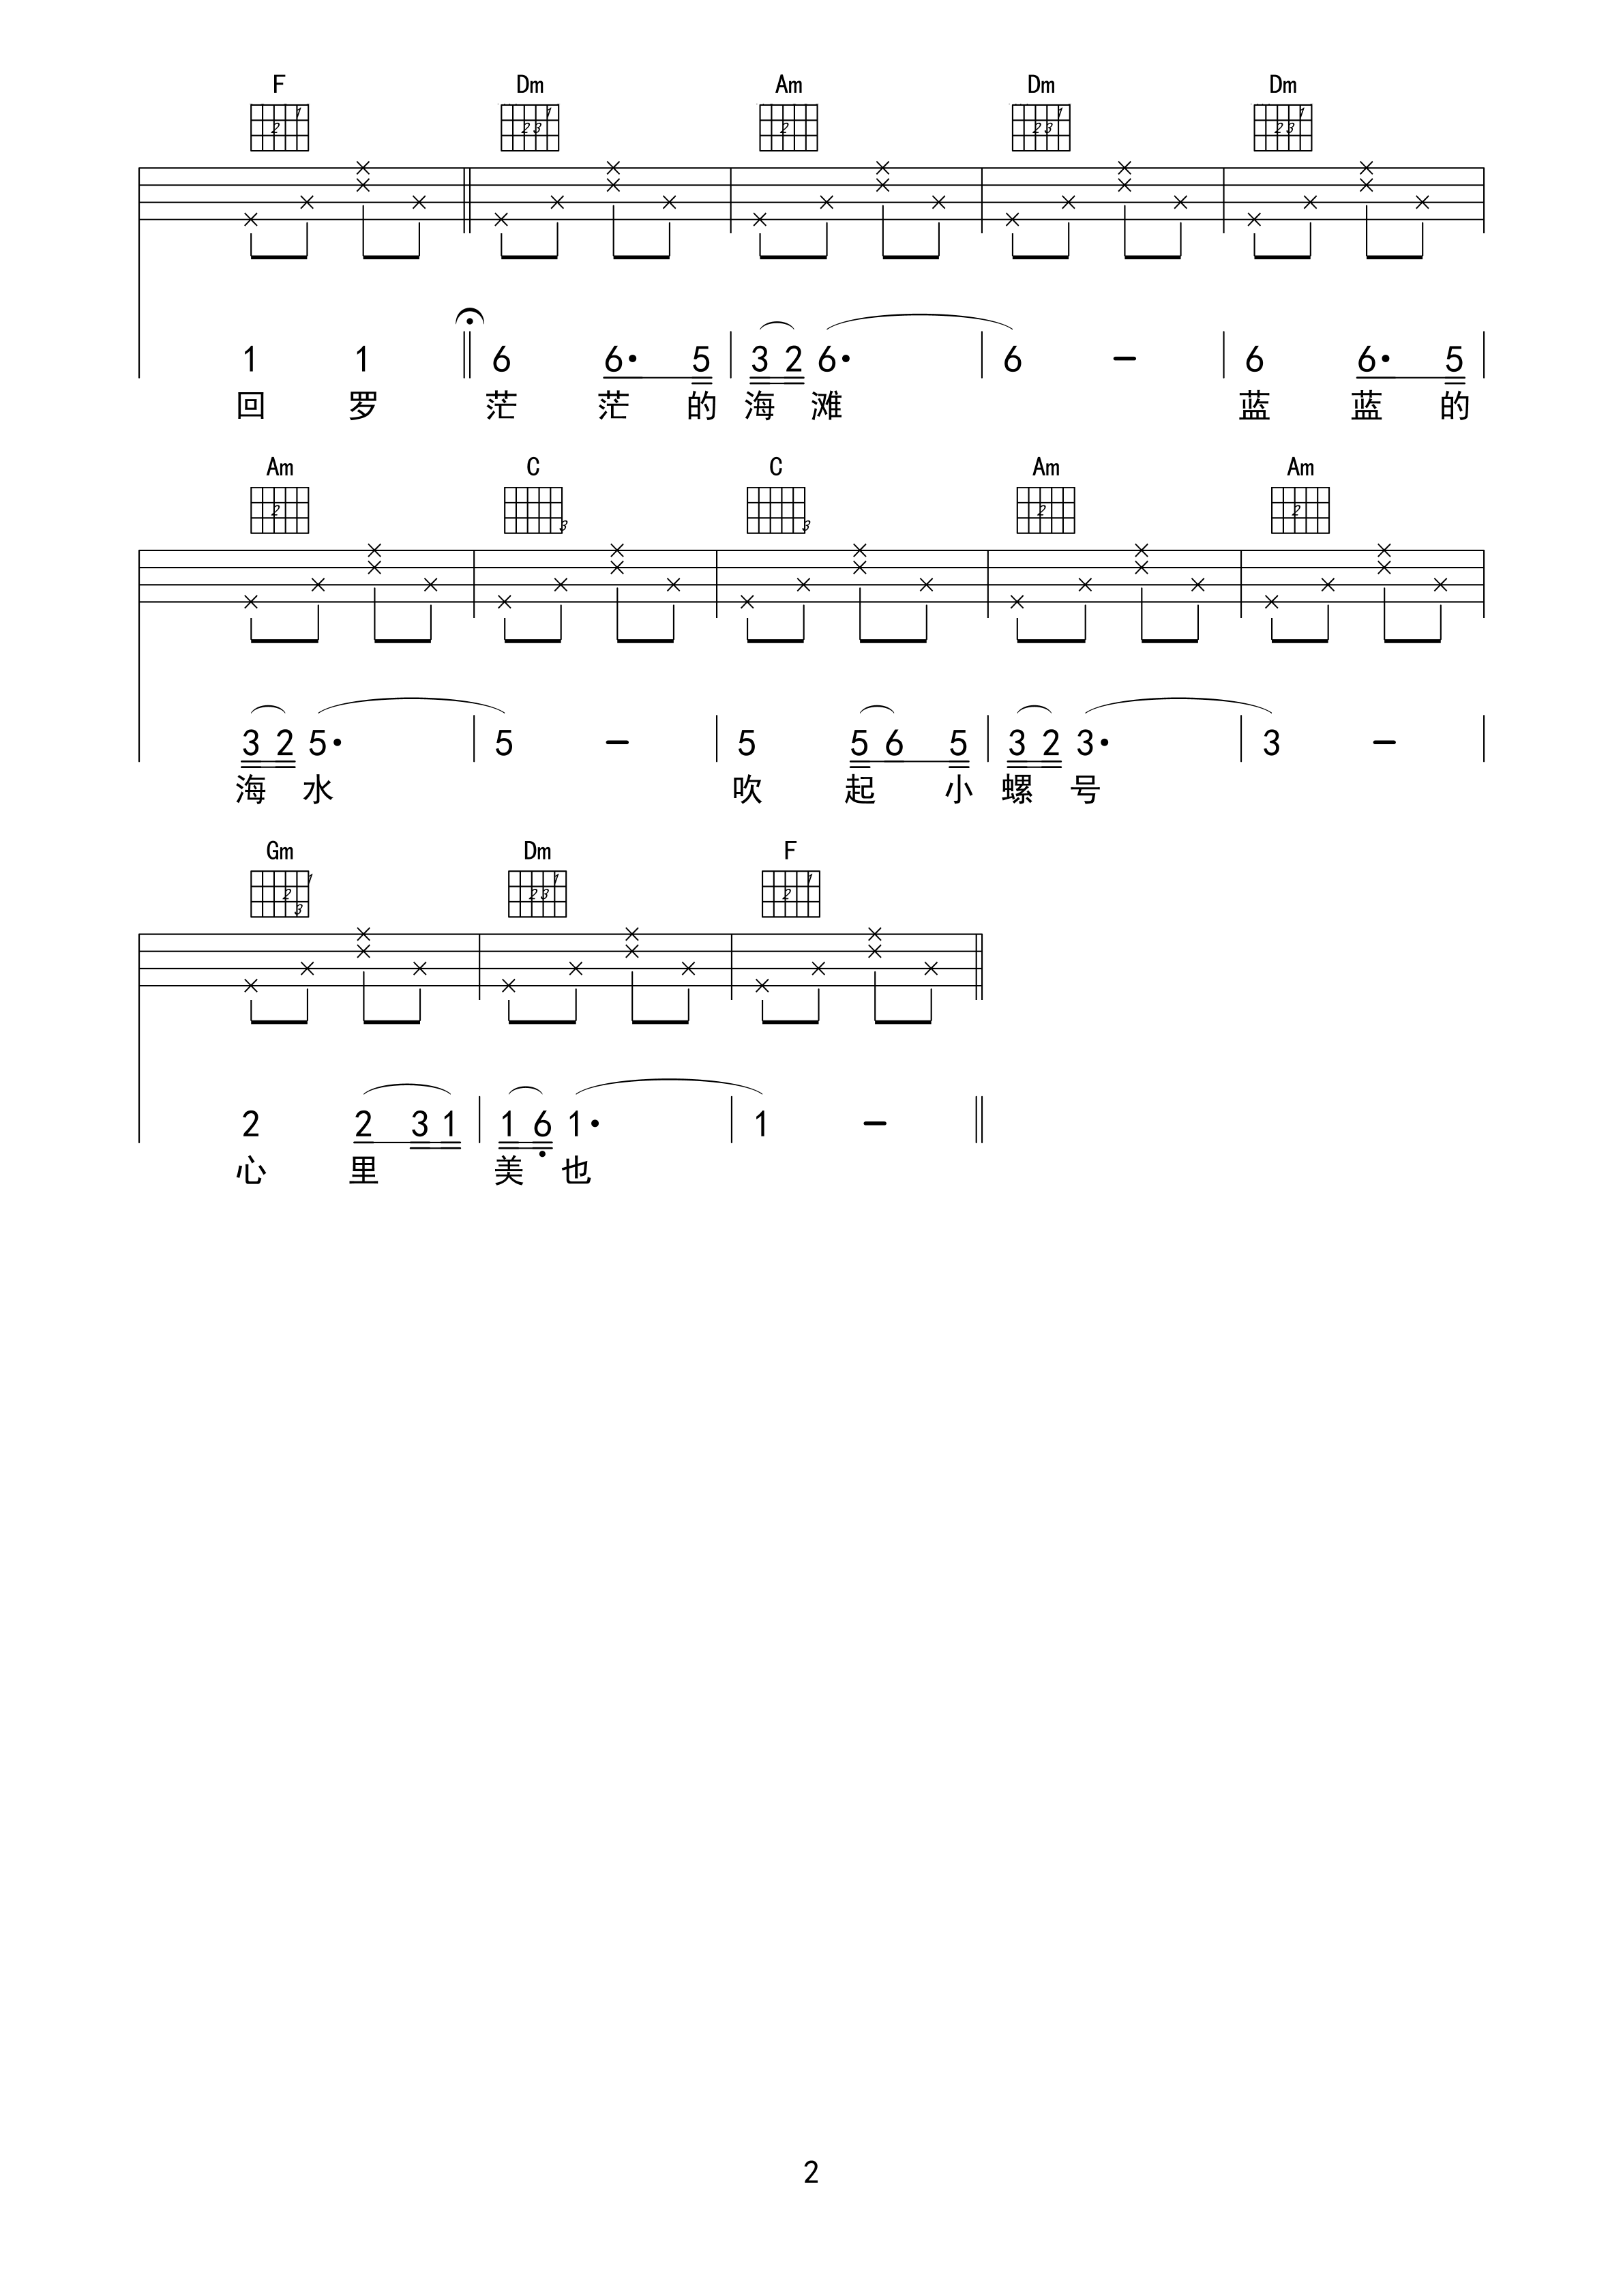 F Dm Am Dm Dm
1 1 6 6· 5 3 2 6· 6 - 6 6· 5
回 罗 茫 茫 的 海 滩 蓝 蓝 的
Am C C Am Am
3 2 5· 5 - 5 5 6 5 3 2 3· 3 -
海 水 吹 起 小 螺 号
Gm Dm F
2 2 3 1 1 6 1· 1 -
心 里 美 也
2